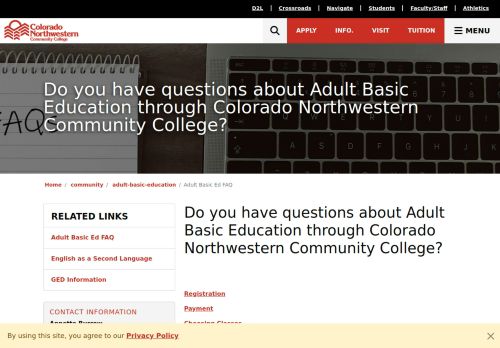 D2L | Crossroads | Navigate | Students | Faculty/Staff | Athletics
Colorado
Northwestern
Community College
APPLY INFO. VISIT TUITION MENU
FAQs
Do you have questions about Adult Basic
Education through Colorado Northwestern
Community College?
Home / community / adult-basic-education / Adult Basic Ed FAQ
RELATED LINKS
Adult Basic Ed FAQ
English as a Second Language
GED Information
CONTACT INFORMATION
Do you have questions about Adult
Basic Education through Colorado
Northwestern Community College?
Registration
Payment
Choosing Classes
By using this site, you agree to our Privacy Policy